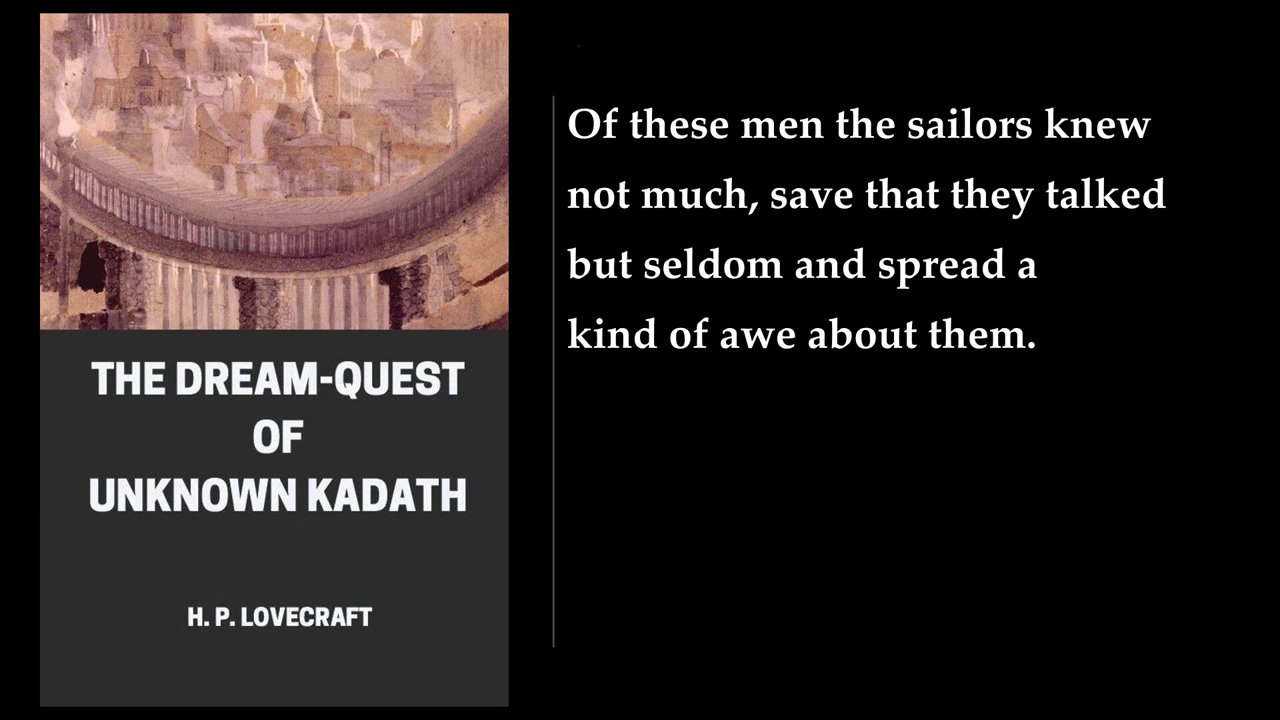 THE DREAM-QUEST
OF
UNKNOWN KADATH
H. P. LOVECRAFT
Of these men the sailors knew
not much, save that they talked
but seldom and spread a
kind of awe about them.